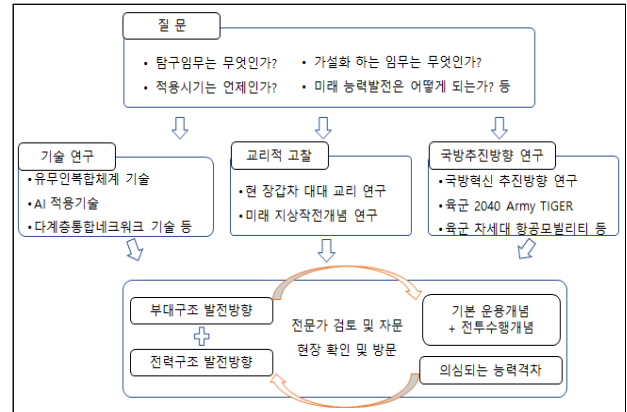 질 문
• 탐구임무는 무엇인가? • 가설화 하는 임무는 무엇인가?
• 적용시기는 언제인가? • 미래 능력발전은 어떻게 되는가? 등
기술 연구
• 유무인복합체계 기술
• AI 적용기술
• 다계층통합네크워크 기술 등
교리적 고찰
• 현 장갑차 대대 교리 연구
• 미래 지상작전개념 연구
국방추진방향 연구
• 국방혁신 추진방향 연구
• 육군 2040 Army TIGER
• 육군 차세대 항공모빌리티 등
부대구조 발전방향
전력구조 발전방향
전문가 검토 및 자문
현장 확인 및 방문
기본 운용개념
+ 전투수행개념
의심되는 능력격차